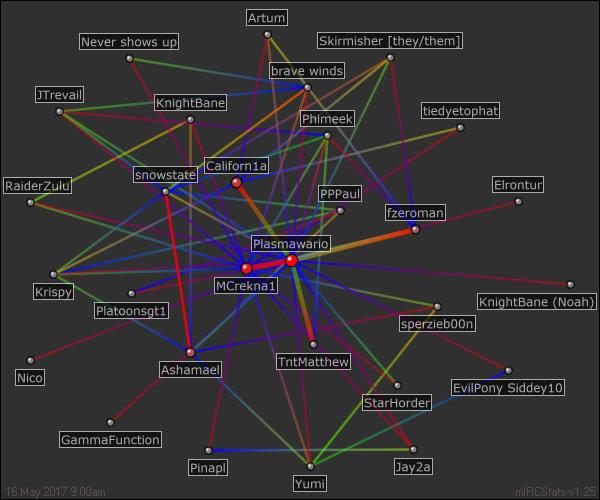 Artum
Never shows up
Skirmisher [they/them]
brave winds
JTrevail
KnightBane
Phimeek
tiedyetophat
Californ1a
snowstate
RaiderZulu
PPPaul
Elrontur
fzeroman
Plasmawario
MCrekna1
Krispy
Platoonsgt1
KnightBane (Noah)
sperzieb00n
Nico
Ashamael
TntMatthew
EvilPony Siddey10
StarHorder
GammaFunction
Pinapl
Jay2a
Yumi
16 May 2017 9:00am
mIRCStats v1.25